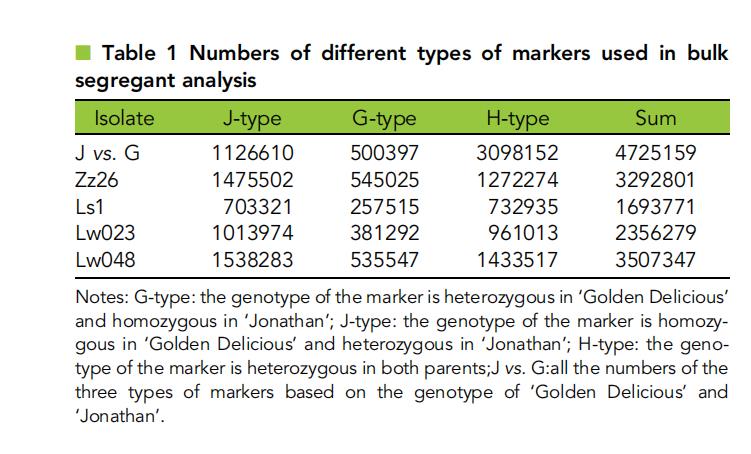 Table 1 Numbers of different types of markers used in bulk
segregant analysis
Isolate J-type G-type H-type Sum
J vs. G 1126610 500397 3098152 4725159
Zz26 1475502 545025 1272274 3292801
Ls1 703321 257515 732935 1693771
Lw023 1013974 381292 961013 2356279
Lw048 1538283 535547 1433517 3507347
Notes: G-type: the genotype of the marker is heterozygous in ‘Golden Delicious’
and homozygous in ‘Jonathan’; J-type: the genotype of the marker is homozy-
gous in ‘Golden Delicious’ and heterozygous in ‘Jonathan’; H-type: the geno-
type of the marker is heterozygous in both parents;J vs. G:all the numbers of the
three types of markers based on the genotype of ‘Golden Delicious’ and
‘Jonathan’.